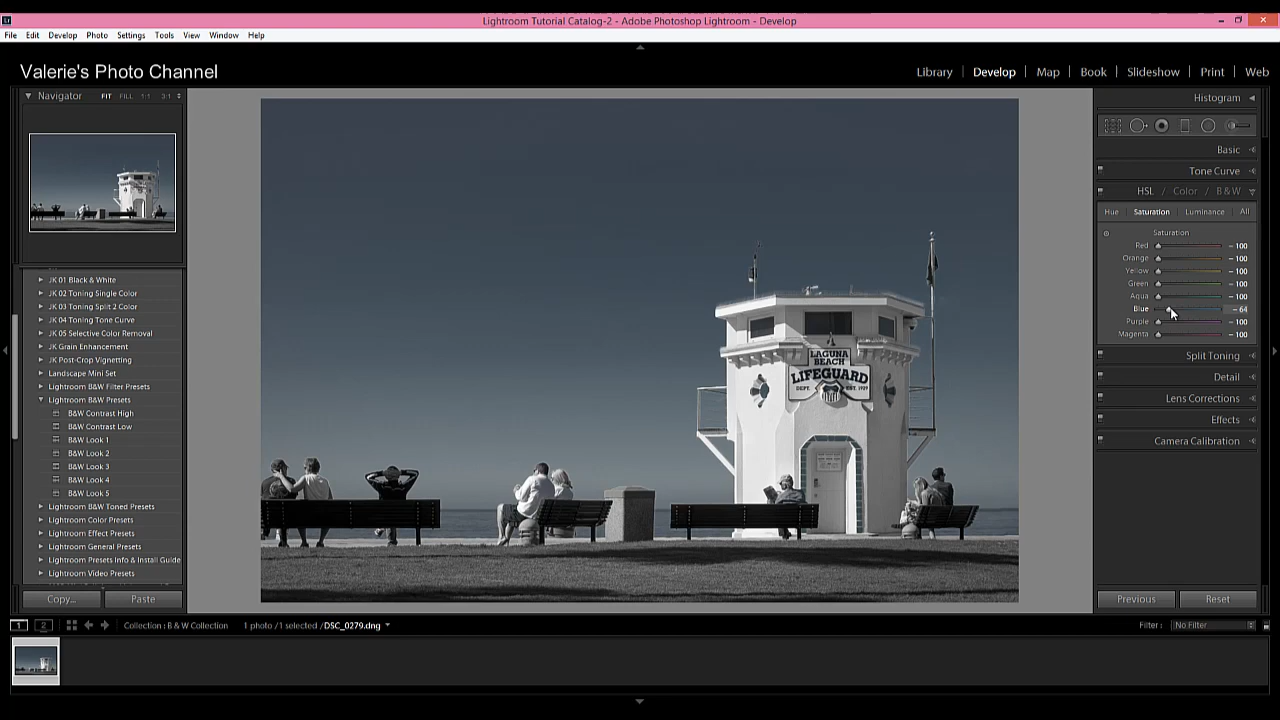 Lightroom Tutorial Catalog-2 - Adobe Photoshop Lightroom - Develop
File Edit Develop Photo Settings Tools View Window Help
Valerie's Photo Channel
Library Develop Map Book Slideshow Print Web
Navigator FIT FILL 1:1 3:1
Histogram
Basic
Tone Curve
HSL / Color / B&W
Hue Saturation Luminance All
Saturation
Red - 100
Orange - 100
Yellow - 100
Green - 100
Aqua - 100
Blue - 64
Purple - 100
Magenta - 100
Split Toning
Detail
Lens Corrections
Effects
Camera Calibration
JK 01 Black & White
JK 02 Toning Single Color
JK 03 Toning Split 2 Color
JK 04 Toning Tone Curve
JK 05 Selective Color Removal
JK Grain Enhancement
JK Post-Crop Vignetting
Landscape Mini Set
Lightroom B&W Filter Presets
Lightroom B&W Presets
B&W Contrast High
B&W Contrast Low
B&W Look 1
B&W Look 2
B&W Look 3
B&W Look 4
B&W Look 5
Lightroom B&W Toned Presets
Lightroom Color Presets
Lightroom Effect Presets
Lightroom General Presets
Lightroom Presets Info & Install Guide
Lightroom Video Presets
LAGUNA
BEACH
LIFEGUARD
DEPT. EST. 1929
Copy... Paste
Previous Reset
1 2 Collection : B & W Collection 1 photo / 1 selected / DSC_0279.dng
Filter : No Filter